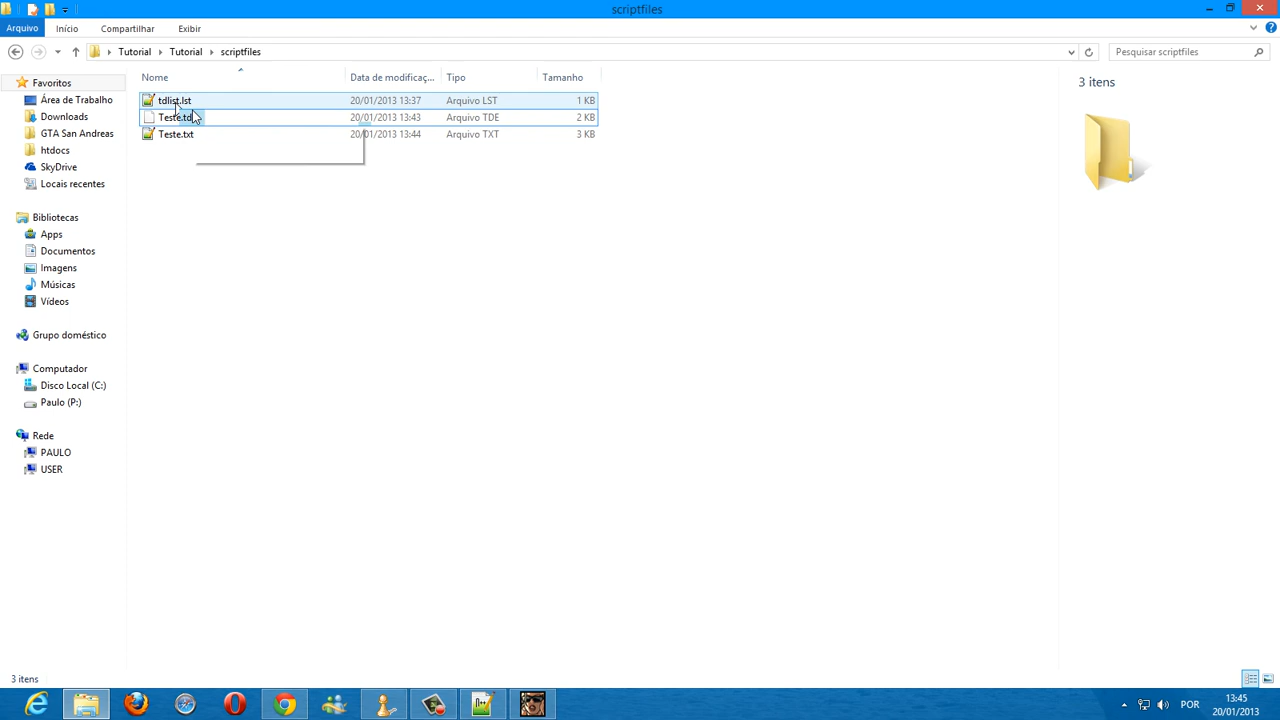 scriptfiles
Arquivo Início Compartilhar Exibir
Tutorial Tutorial scriptfiles
Pesquisar scriptfiles
Nome Data de modificaç... Tipo Tamanho
tdlist.lst 20/01/2013 13:37 Arquivo LST 1 KB
Teste.td 20/01/2013 13:43 Arquivo TDE 2 KB
Teste.txt 20/01/2013 13:44 Arquivo TXT 3 KB
3 itens
Favoritos
Área de Trabalho
Downloads
GTA San Andreas
htdocs
SkyDrive
Locais recentes
Bibliotecas
Apps
Documentos
Imagens
Músicas
Vídeos
Grupo doméstico
Computador
Disco Local (C:)
Paulo (P:)
Rede
PAULO
USER
3 itens
POR
13:45
20/01/2013